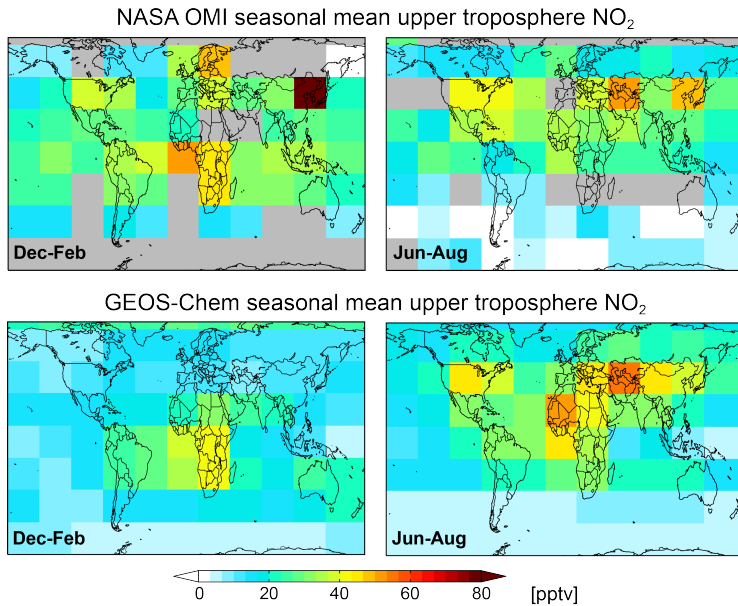 NASA OMI seasonal mean upper troposphere NO₂
Dec-Feb
Jun-Aug
GEOS-Chem seasonal mean upper troposphere NO₂
Dec-Feb
Jun-Aug
0 20 40 60 80 [pptv]